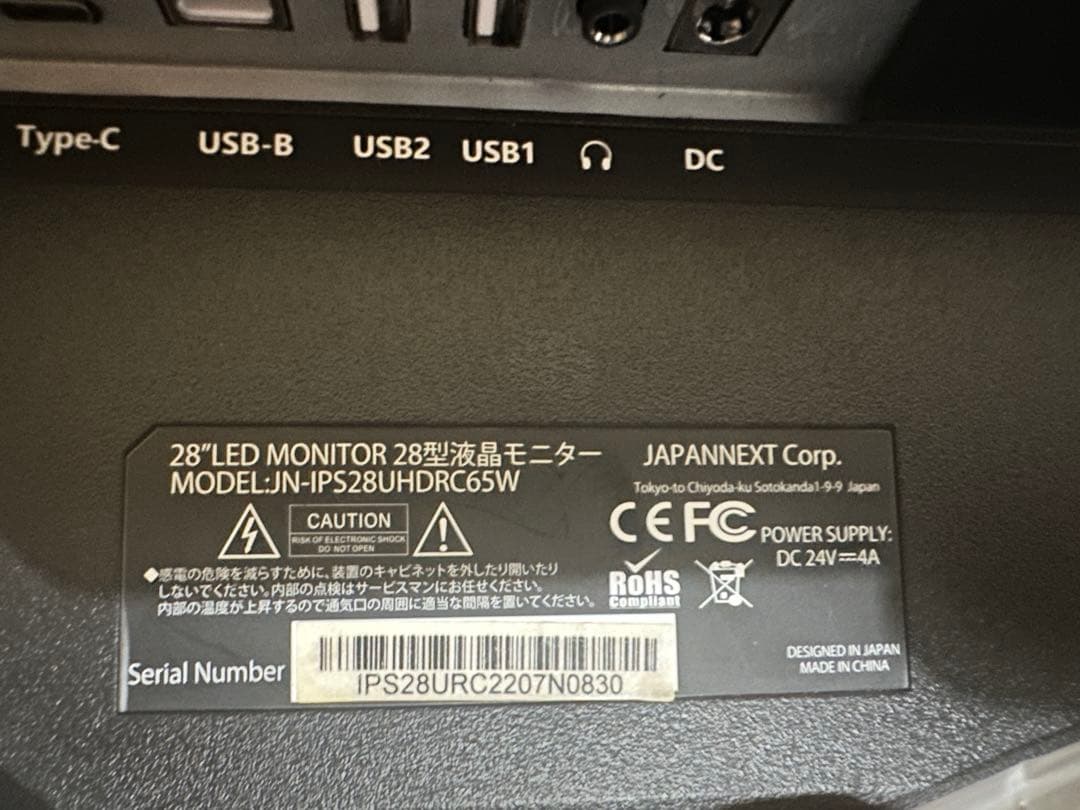 Type-C USB-B USB2 USB1 DC
28"LED MONITOR 28型液晶モニター
MODEL:JN-IPS28UHDRC65W
JAPANNEXT Corp.
Tokyo-to Chiyoda-ku Sotokanda1-9-9 Japan
CAUTION
RISK OF ELECTRONIC SHOCK
DO NOT OPEN
CE FC
POWER SUPPLY:
DC 24V⎓4A
RoHS
Compliant
◆感電の危険を減らすために、装置のキャビネットを外したり開いたり
しないでください。内部の点検はサービスマンにお任せください。
内部の温度が上昇するので通気口の周囲に適当な間隔を置いてください。
Serial Number
IPS28URC2207N0830
DESIGNED IN JAPAN
MADE IN CHINA